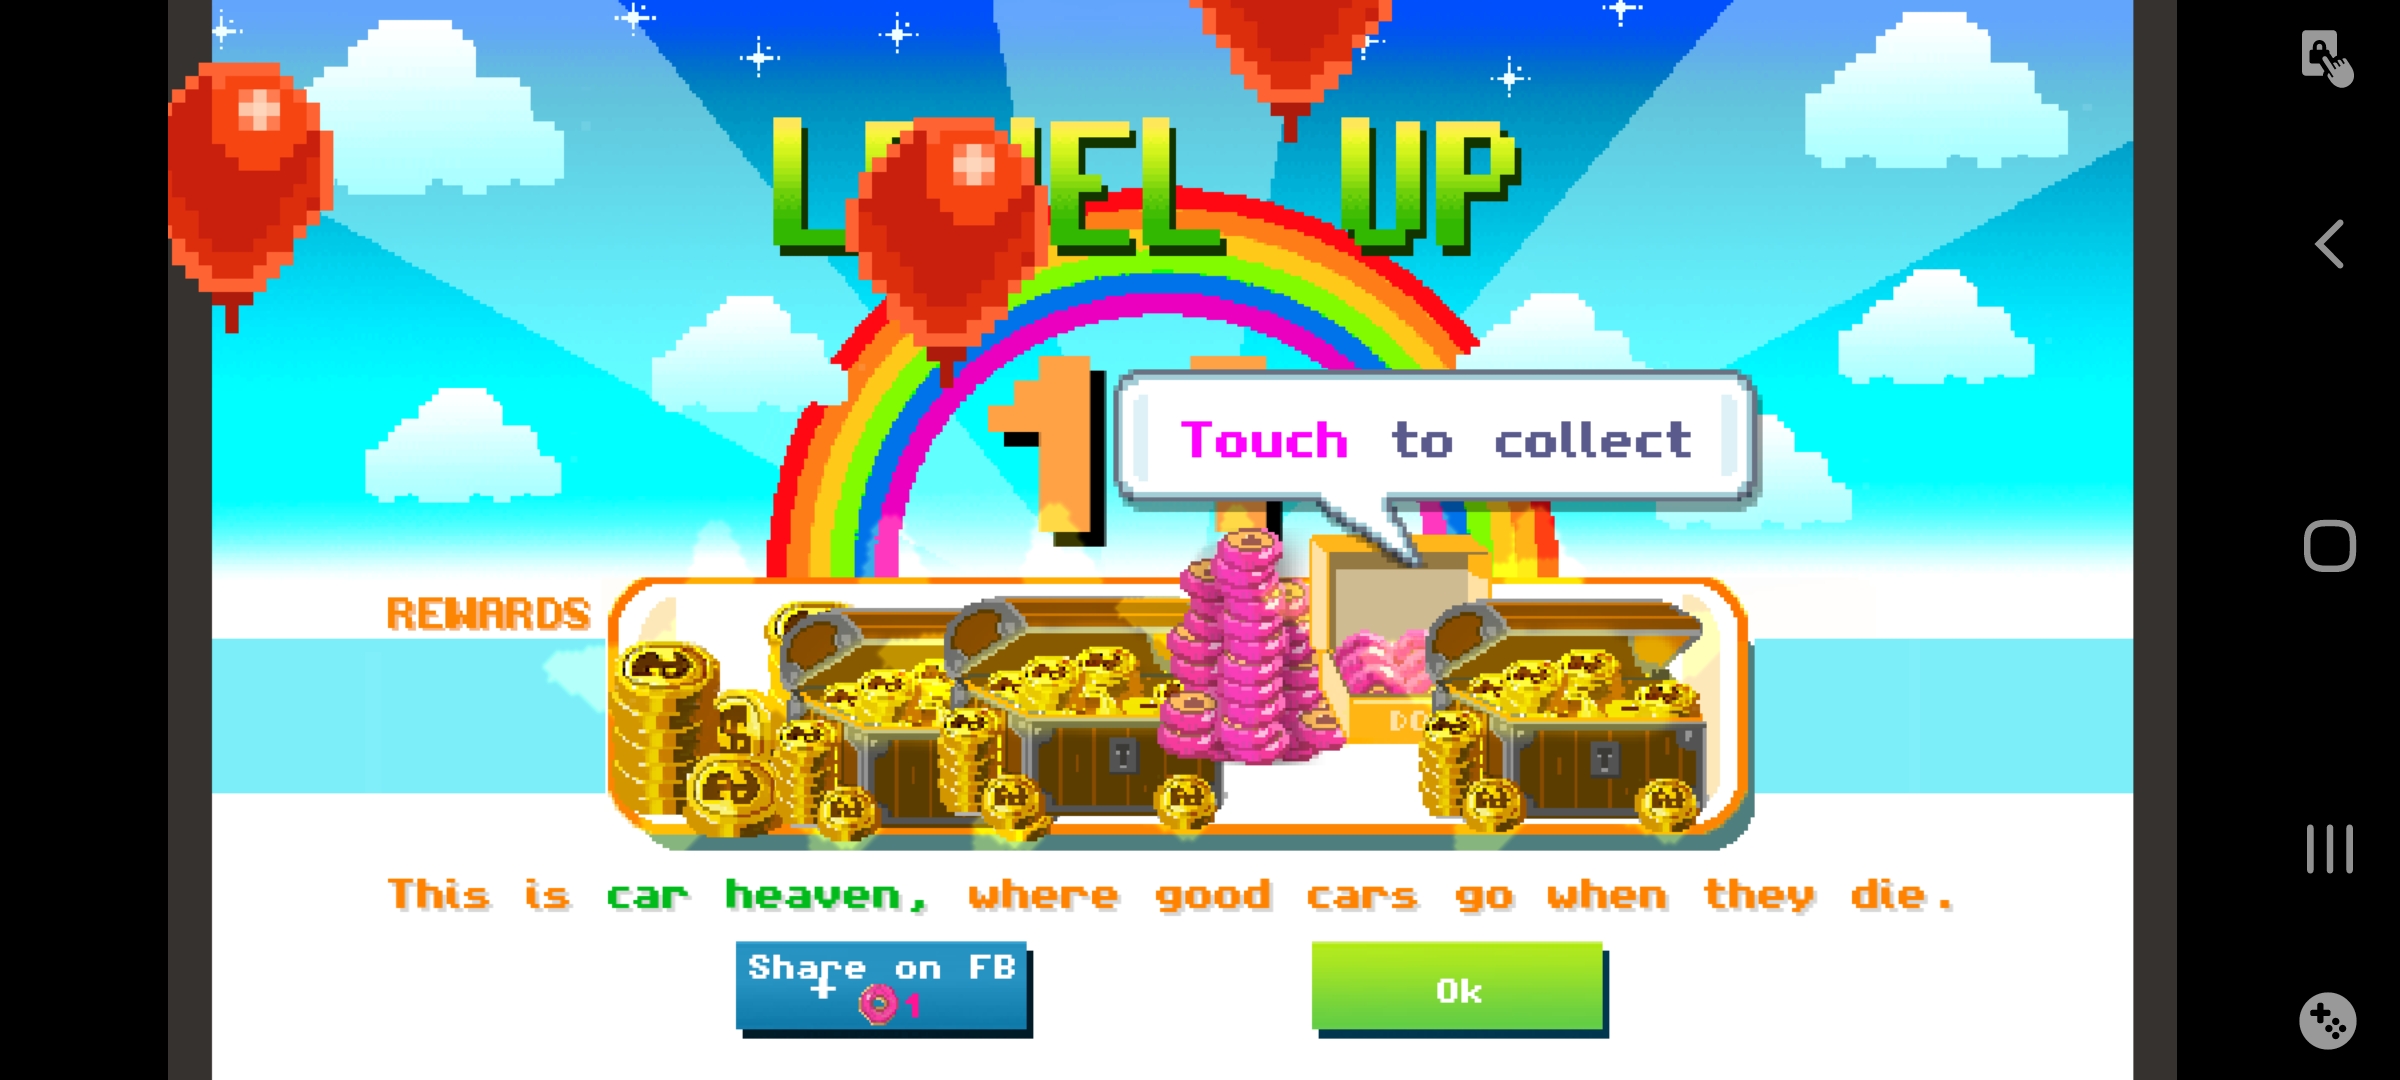 LEVEL UP
Touch to collect
REWARDS
This is car heaven, where good cars go when they die.
Share on FB
+ 1
Ok